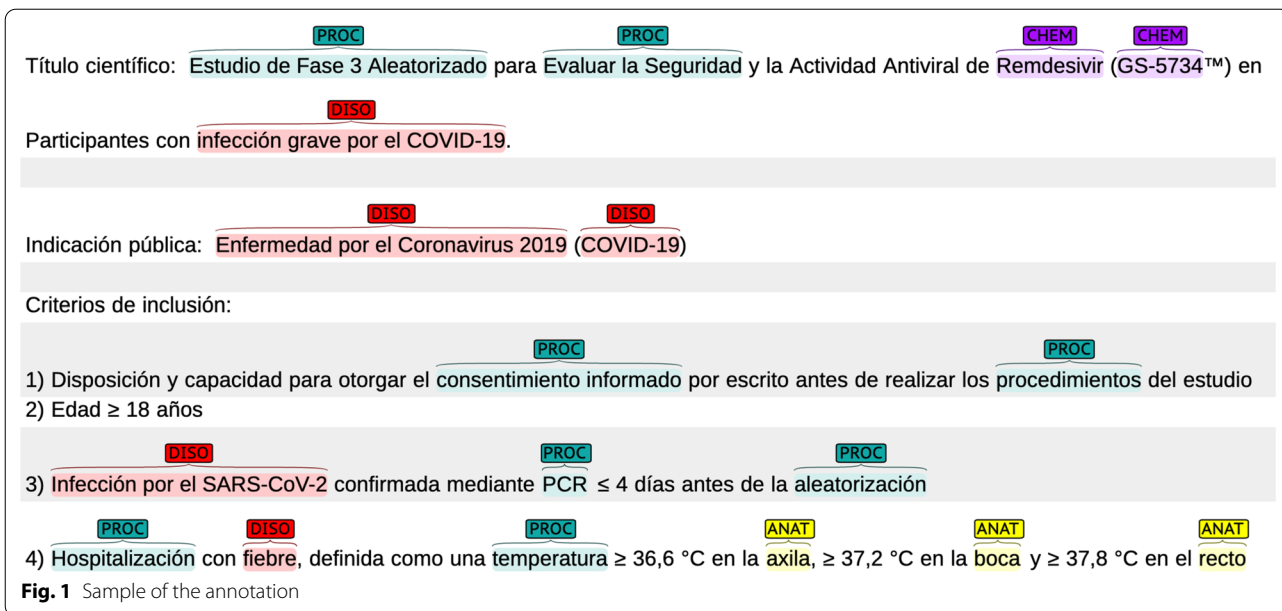 PROC PROC CHEM CHEM
Título científico: Estudio de Fase 3 Aleatorizado para Evaluar la Seguridad y la Actividad Antiviral de Remdesivir (GS-5734™) en
DISO
Participantes con infección grave por el COVID-19.
DISO DISO
Indicación pública: Enfermedad por el Coronavirus 2019 (COVID-19)
Criterios de inclusión:
PROC PROC
1) Disposición y capacidad para otorgar el consentimiento informado por escrito antes de realizar los procedimientos del estudio
2) Edad ≥ 18 años
DISO PROC PROC
3) Infección por el SARS-CoV-2 confirmada mediante PCR ≤ 4 días antes de la aleatorización
PROC DISO PROC ANAT ANAT ANAT
4) Hospitalización con fiebre, definida como una temperatura ≥ 36,6 °C en la axila, ≥ 37,2 °C en la boca y ≥ 37,8 °C en el recto
Fig. 1 Sample of the annotation